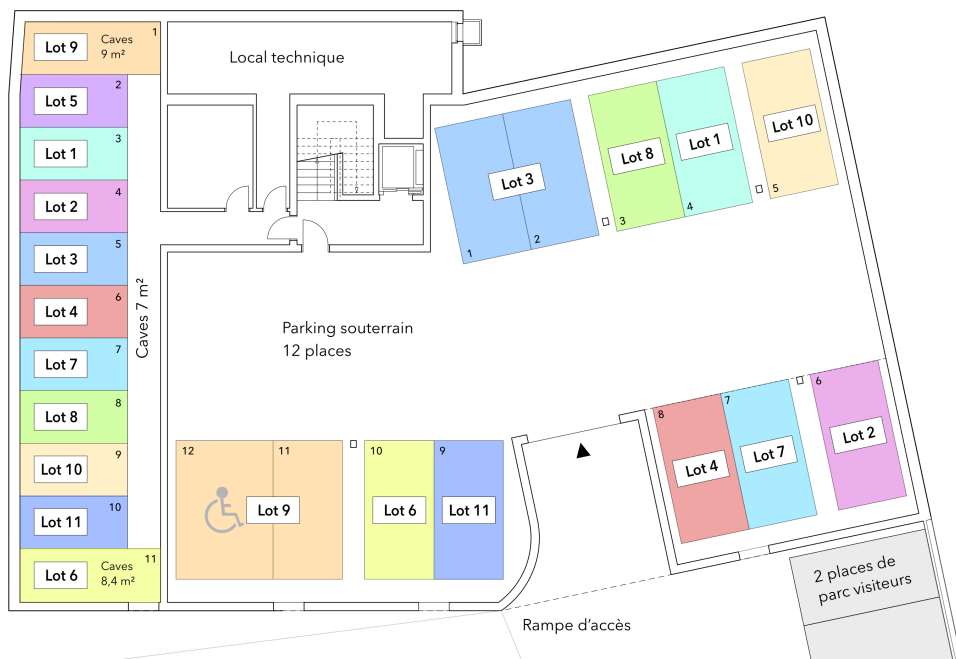 Lot 9
Caves
9 m²
1
Lot 5
2
Lot 1
3
Lot 2
4
Lot 3
5
Lot 4
6
Lot 7
7
Lot 8
8
Lot 10
9
Lot 11
10
Lot 6
Caves
8,4 m²
11
Caves 7 m²
Local technique
Lot 3
1
2
Lot 8
3
Lot 1
4
Lot 10
5
Parking souterrain
12 places
12
11
Lot 9
10
Lot 6
9
Lot 11
8
Lot 4
7
Lot 7
6
Lot 2
2 places de
parc visiteurs
Rampe d'accès